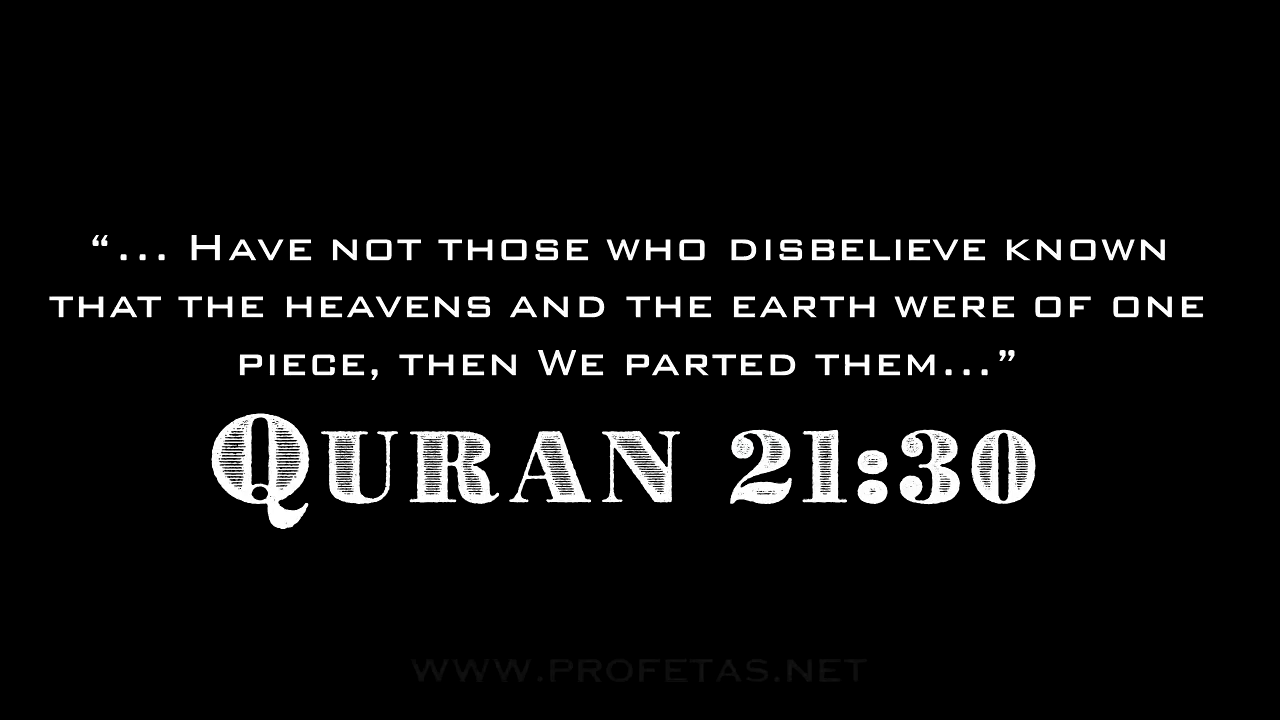 “... Have not those who disbelieve known
that the heavens and the earth were of one
piece, then We parted them...”
Quran 21:30
www.profetas.net